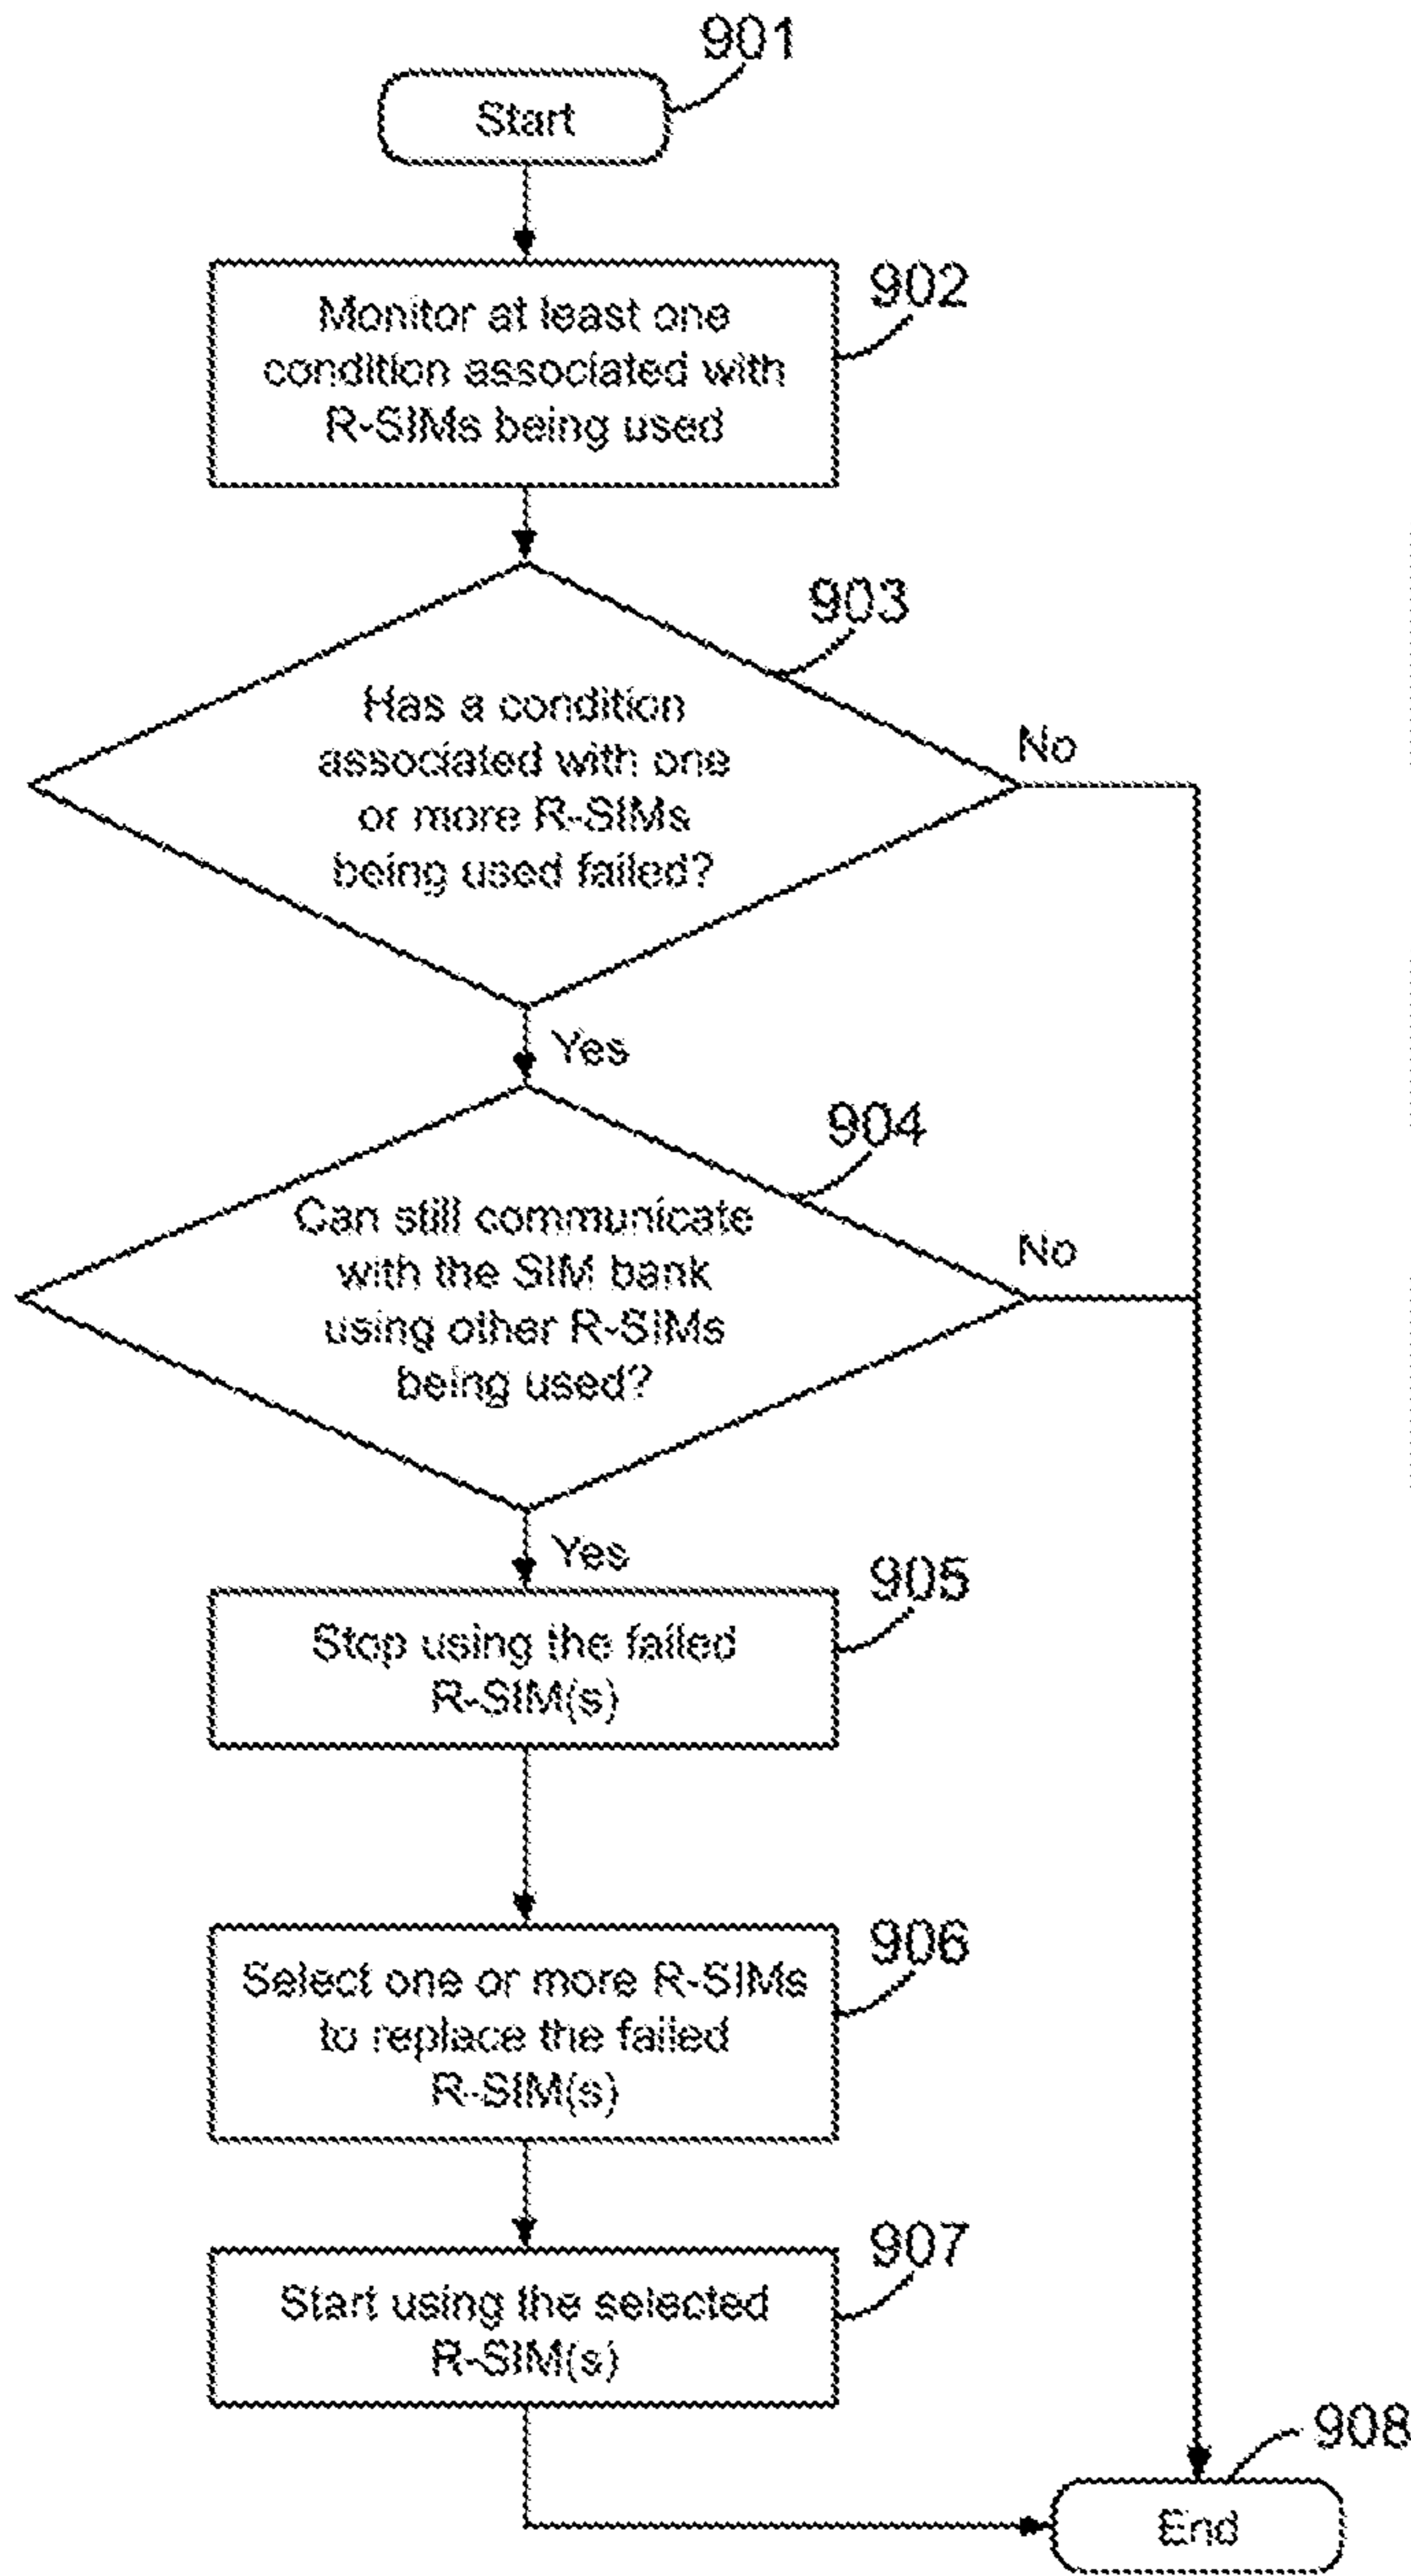 901
Start
902
Monitor at least one
condition associated with
R-SIMs being used
903
Has a condition
associated with one
or more R-SIMs
being used failed?
No
Yes
904
Can still communicate
with the SIM bank
using other R-SIMs
being used?
No
Yes
905
Stop using the failed
R-SIM(s)
906
Select one or more R-SIMs
to replace the failed
R-SIM(s)
907
Start using the selected
R-SIM(s)
908
End